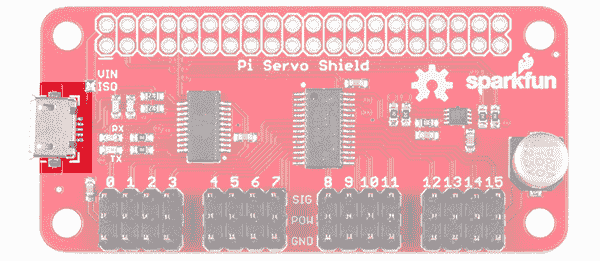 Pi Servo Shield
sparkfun
VIN
ISO
RX
TX
0 1 2 3 4 5 6 7 8 9 10 11 12 13 14 15
SIG
POW
GND